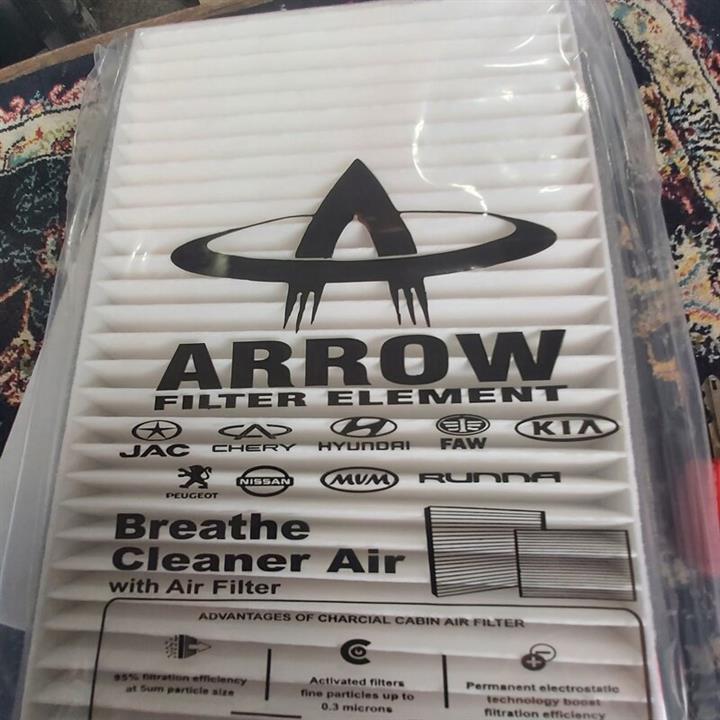 ARROW
FILTER ELEMENT
JAC CHERY HYUNDAI FAW KIA
PEUGEOT NISSAN MVM RUNNA
Breathe
Cleaner Air
with Air Filter
ADVANTAGES OF CHARCIAL CABIN AIR FILTER
95% filtration efficiency
at 5um particle size
Activated filters
fine particles up to
0.3 microns
Permanent electrostatic
technology boost
filtration efficiency